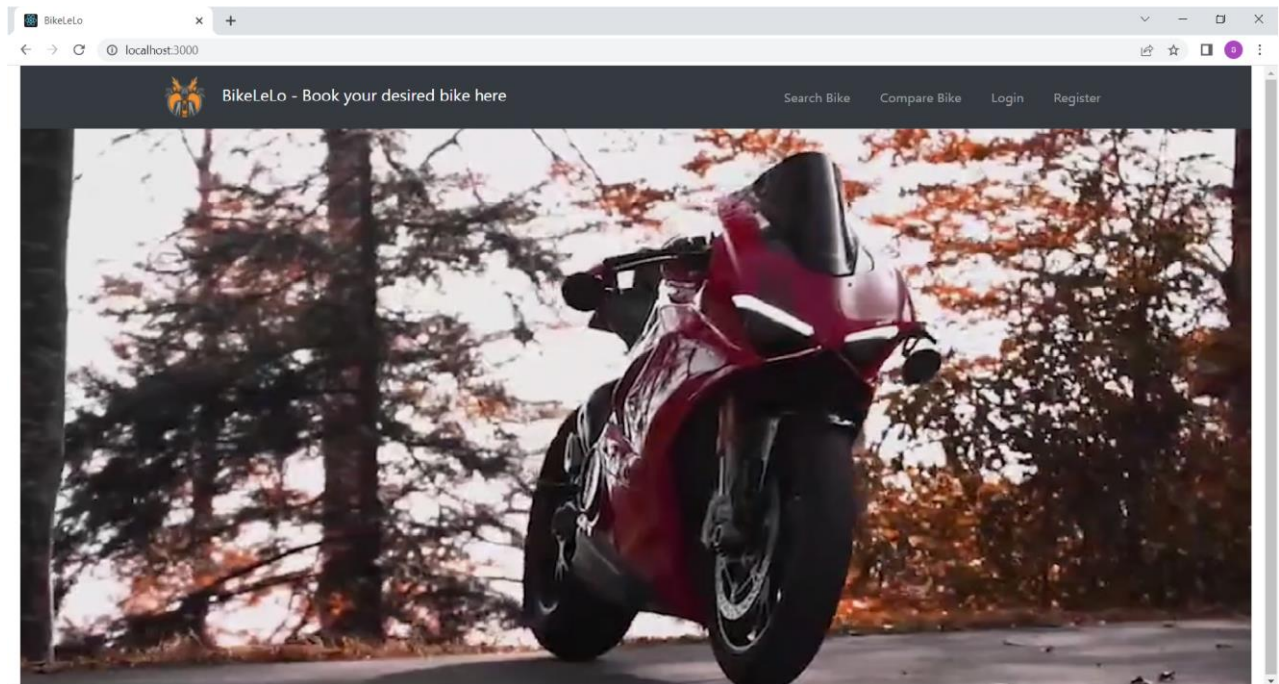 BikeLeLo
localhost:3000
BikeLeLo - Book your desired bike here
Search Bike
Compare Bike
Login
Register